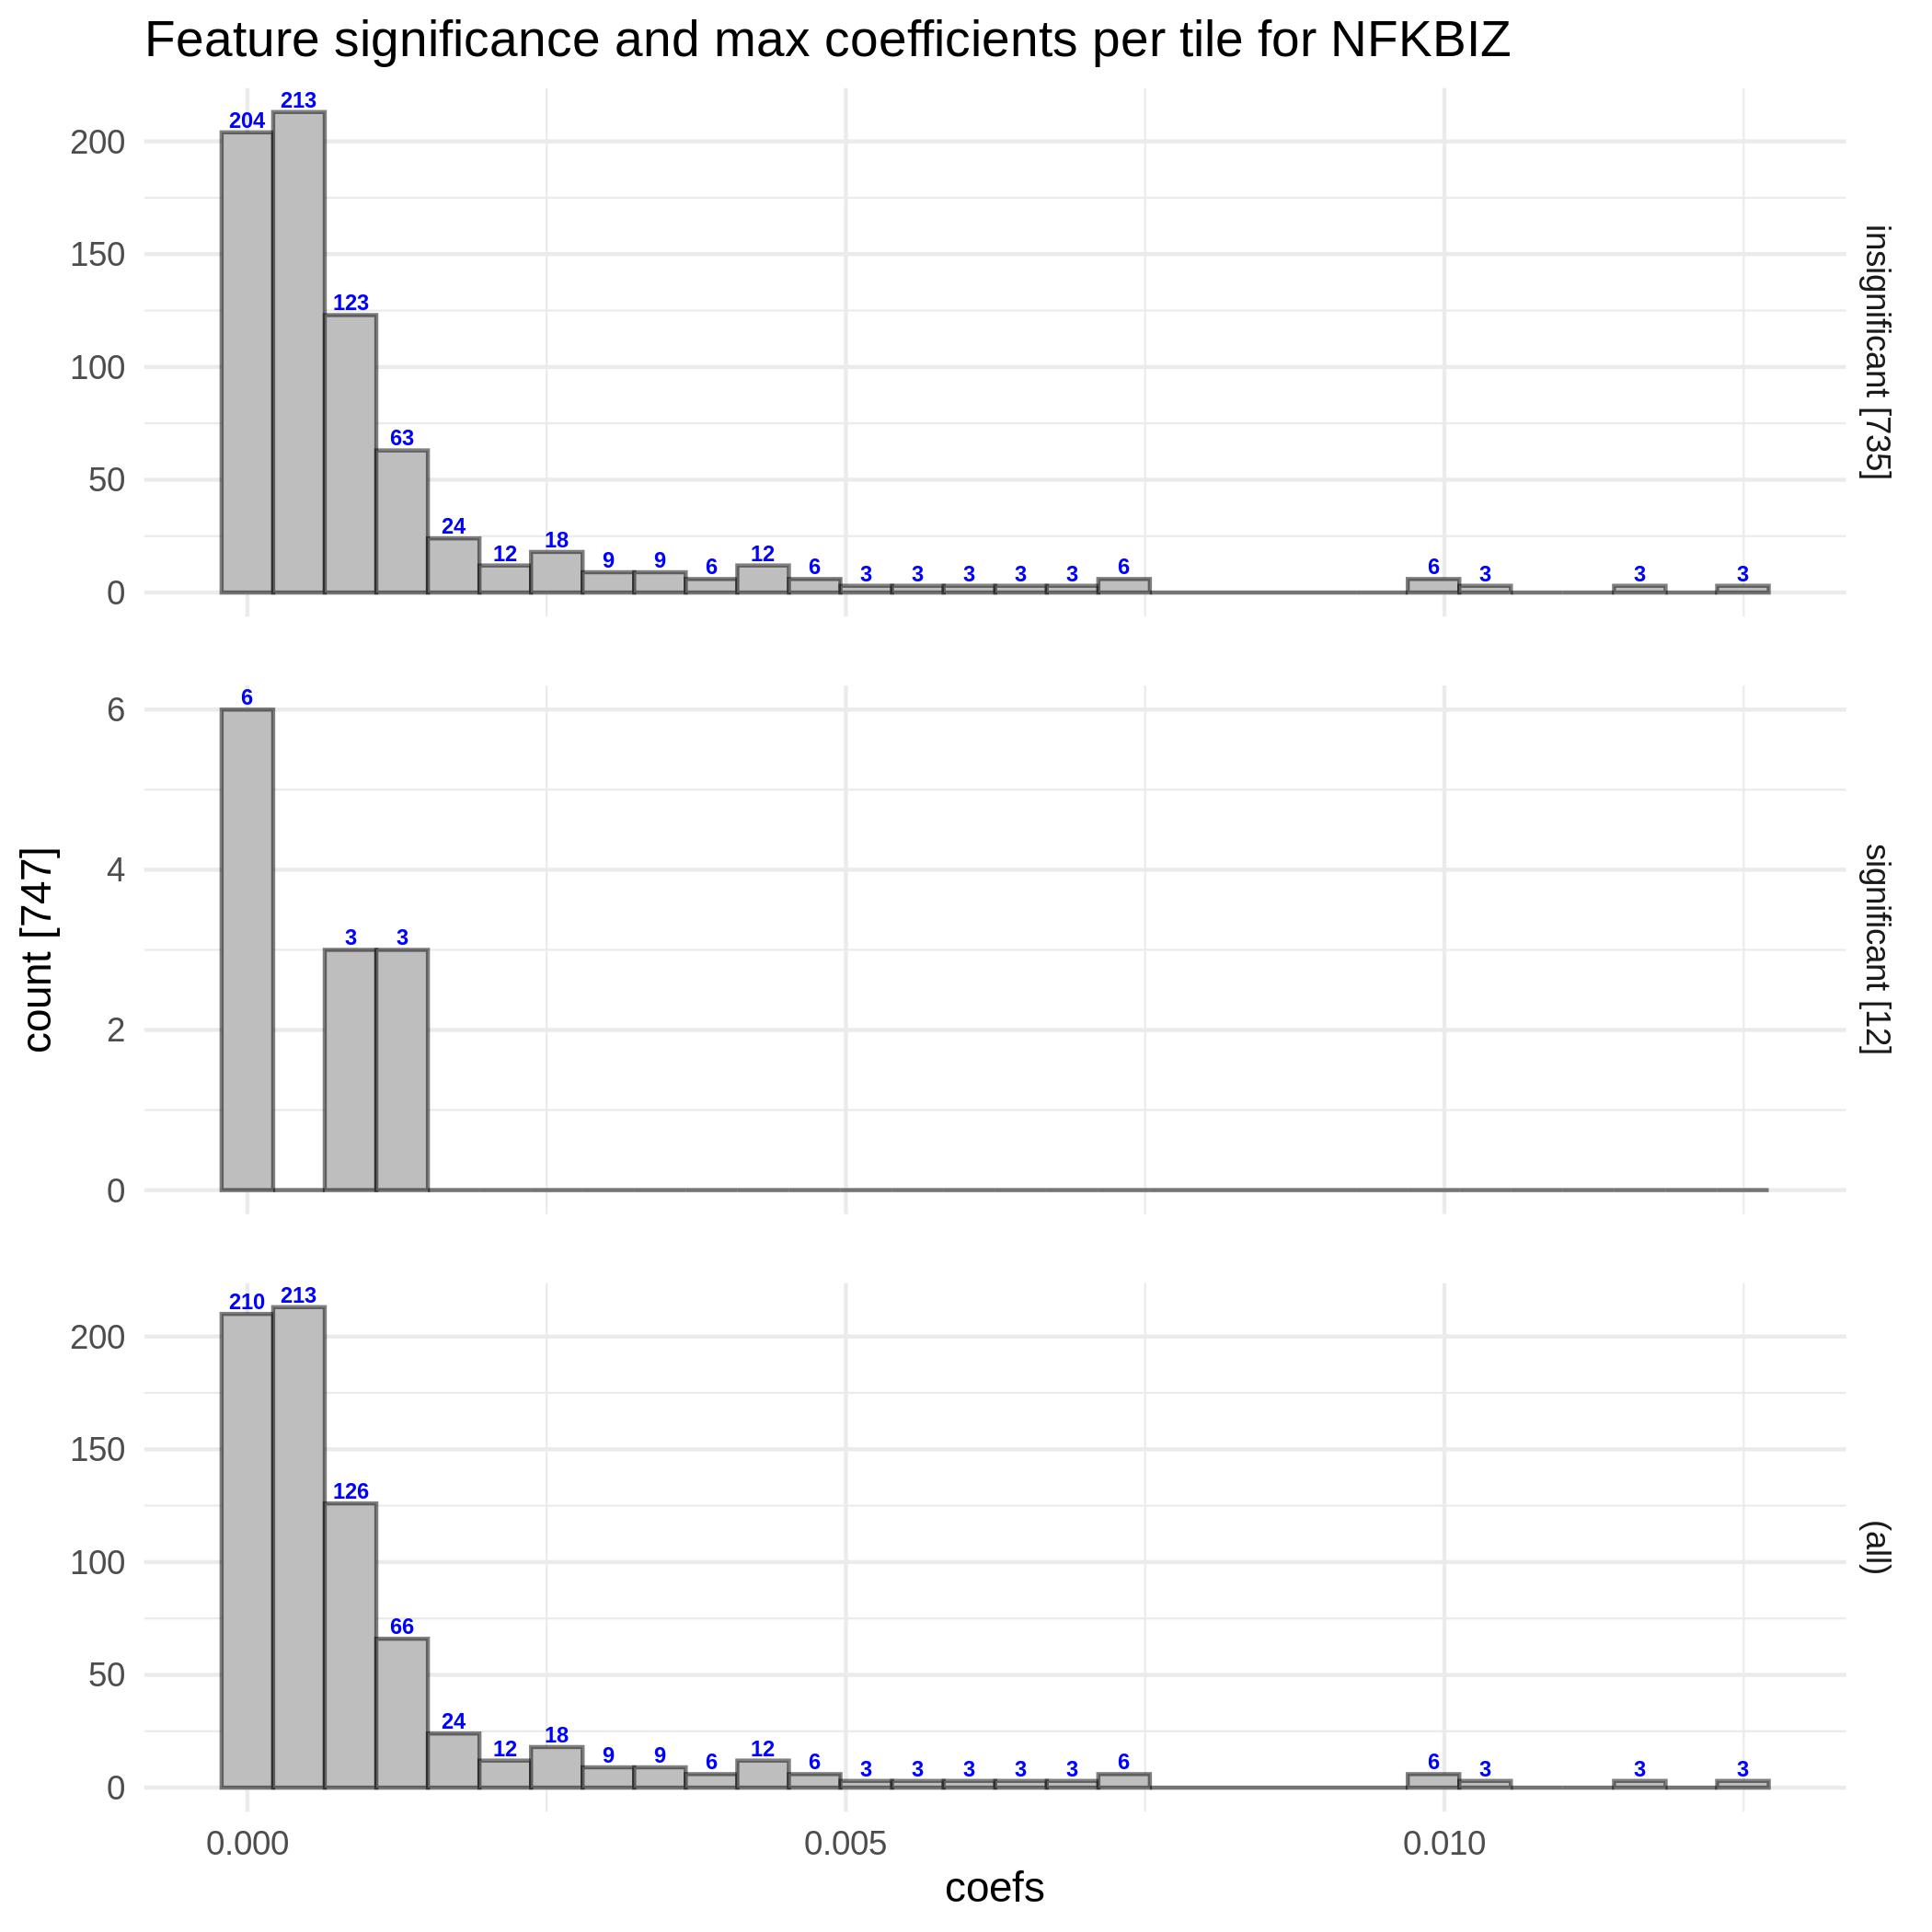 Feature significance and max coefficients per tile for NFKBIZ
204 213 123 63 24 12 18 9 9 6 12 6 3 3 3 3 3 6 6 3 3 3
200
150
100
50
0
insignificant [735]
6 3 3
6
4
2
0
significant [12]
count [747]
210 213 126 66 24 12 18 9 9 6 12 6 3 3 3 3 3 6 6 3 3 3
200
150
100
50
0
(all)
0.000 0.005 0.010
coefs